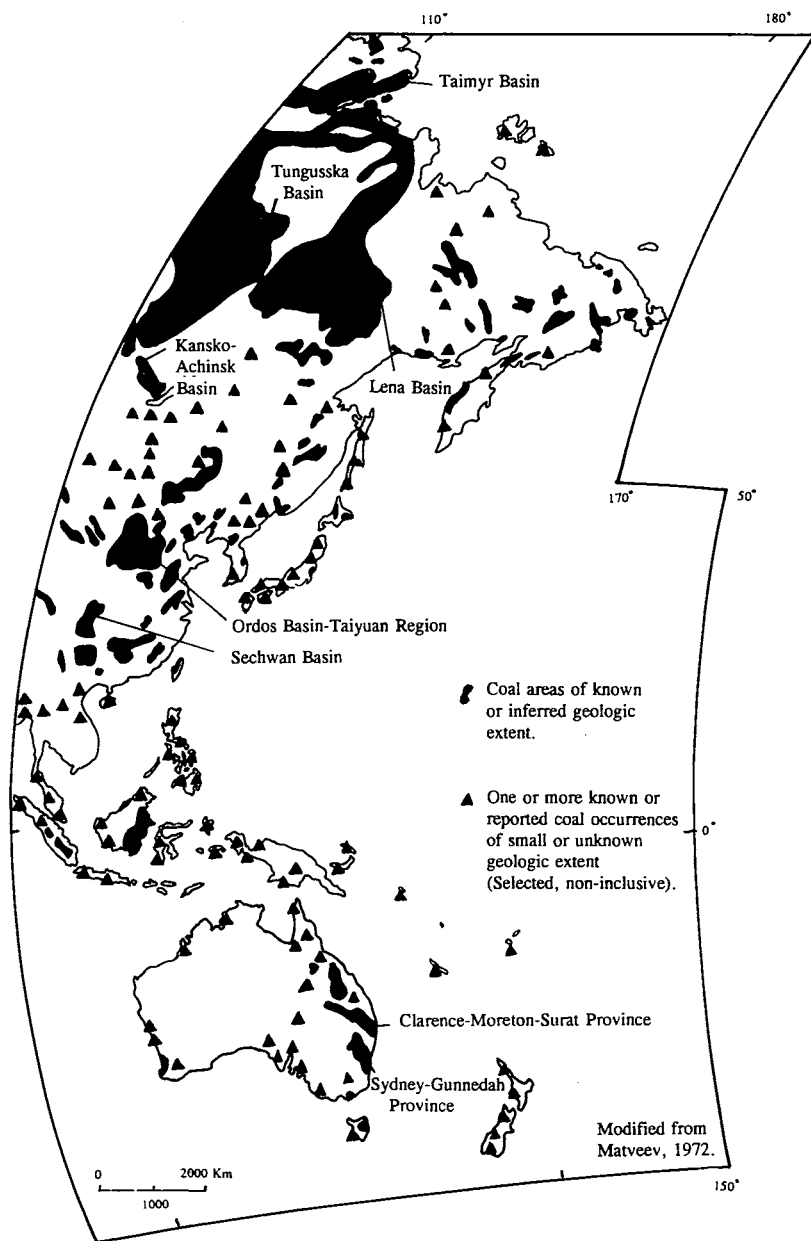 110°
180°
Taimyr Basin
Tungusska
Basin
Kansko-
Achinsk
Basin
Lena Basin
170°
50°
Ordos Basin-Taiyuan Region
Sechwan Basin
Coal areas of known
or inferred geologic
extent.
One or more known or
reported coal occurrences
of small or unknown
geologic extent
(Selected, non-inclusive).
0°
Clarence-Moreton-Surat Province
Sydney-Gunnedah
Province
Modified from
Matveev, 1972.
0
2000 Km
1000
150°